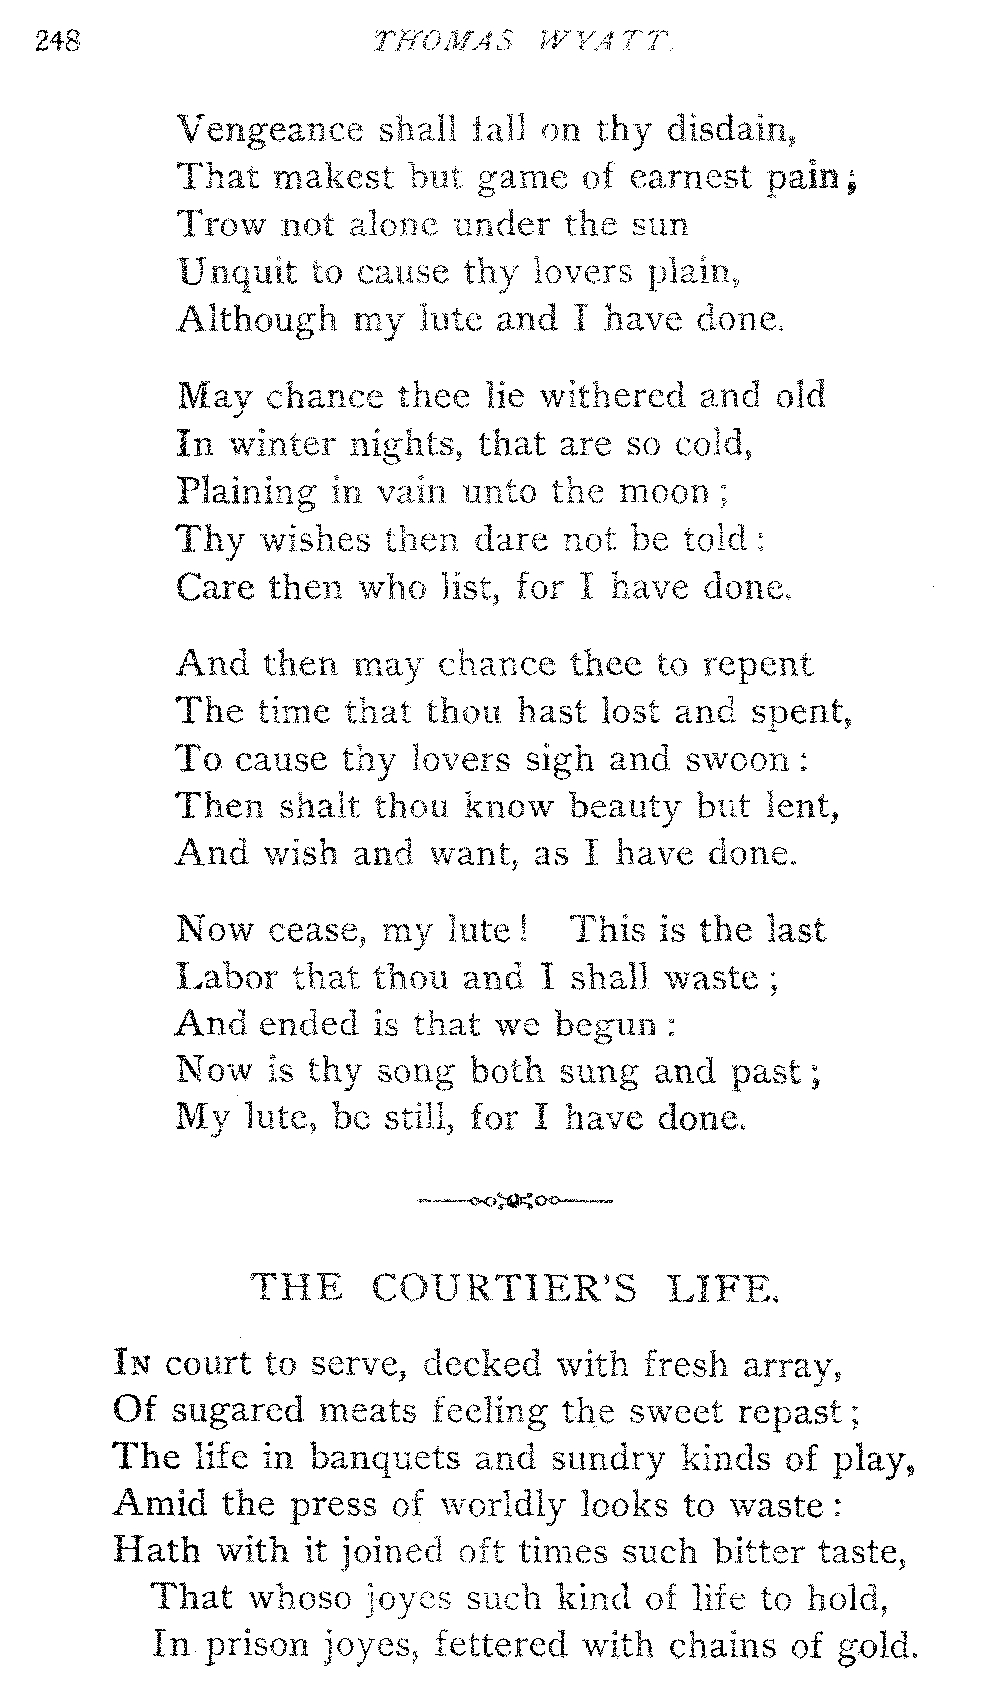 248 THOMAS WYATT.
Vengeance shall fall on thy disdain,
That makest but game of earnest pain;
Trow not alone under the sun
Unquit to cause thy lovers plain,
Although my lute and I have done.
May chance thee lie withered and old
In winter nights, that are so cold,
Plaining in vain unto the moon;
Thy wishes then dare not be told:
Care then who list, for I have done.
And then may chance thee to repent
The time that thou hast lost and spent,
To cause thy lovers sigh and swoon:
Then shalt thou know beauty but lent,
And wish and want, as I have done.
Now cease, my lute! This is the last
Labor that thou and I shall waste;
And ended is that we begun:
Now is thy song both sung and past;
My lute, be still, for I have done.
THE COURTIER'S LIFE.
IN court to serve, decked with fresh array,
Of sugared meats feeling the sweet repast;
The life in banquets and sundry kinds of play,
Amid the press of worldly looks to waste:
Hath with it joined oft times such bitter taste,
That whoso joyes such kind of life to hold,
In prison joyes, fettered with chains of gold.